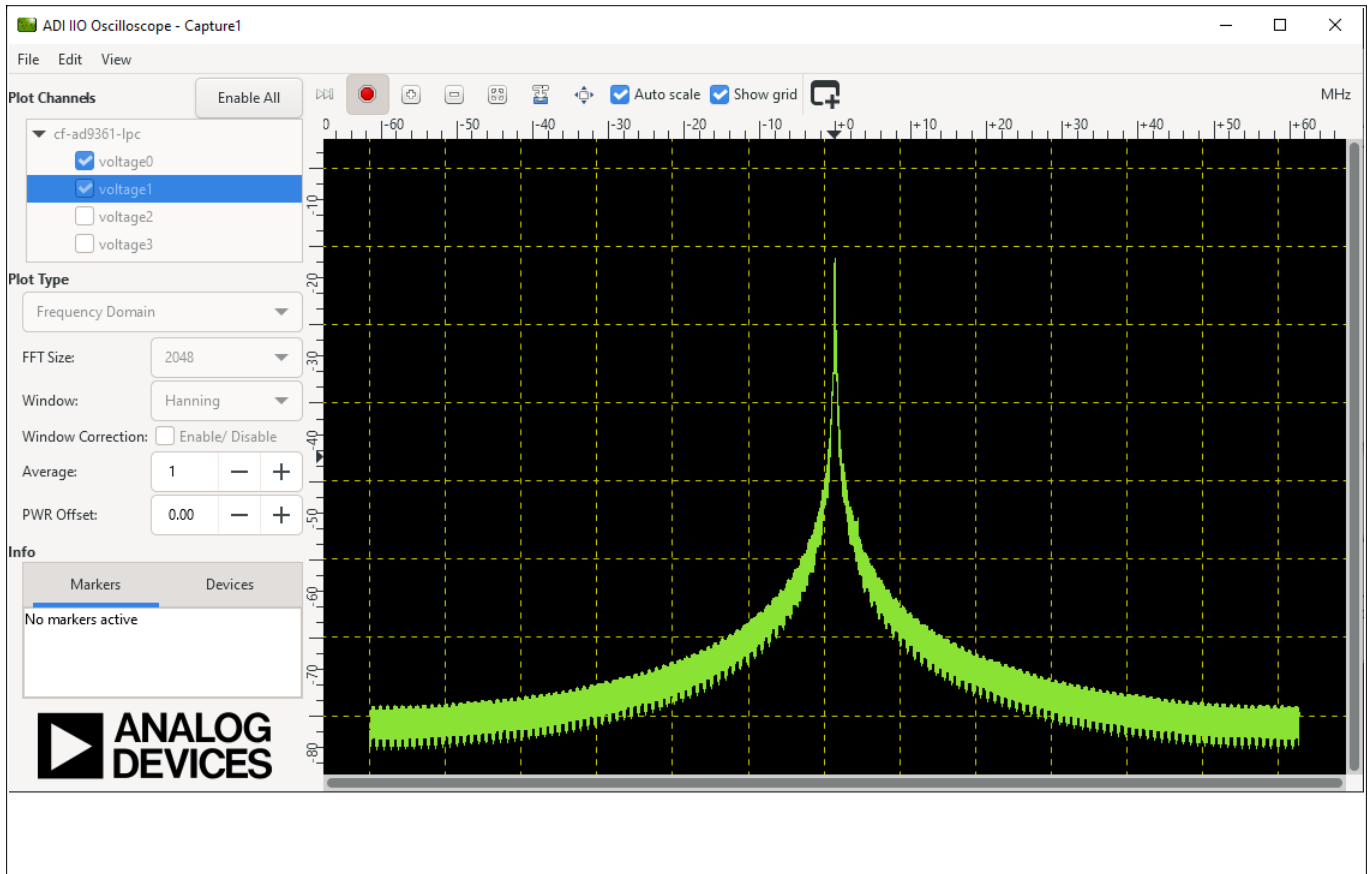 ADI IIO Oscilloscope - Capture1
File Edit View
Plot Channels Enable All Auto scale Show grid MHz
0 -60 -50 -40 -30 -20 -10 +0 +10 +20 +30 +40 +50 +60
cf-ad9361-lpc
voltage0
voltage1
voltage2
voltage3
-10
-20
-30
-40
-50
-60
-70
-80
Plot Type
Frequency Domain
FFT Size: 2048
Window: Hanning
Window Correction: Enable/ Disable
Average: 1
PWR Offset: 0.00
Info
Markers Devices
No markers active
ANALOG
DEVICES